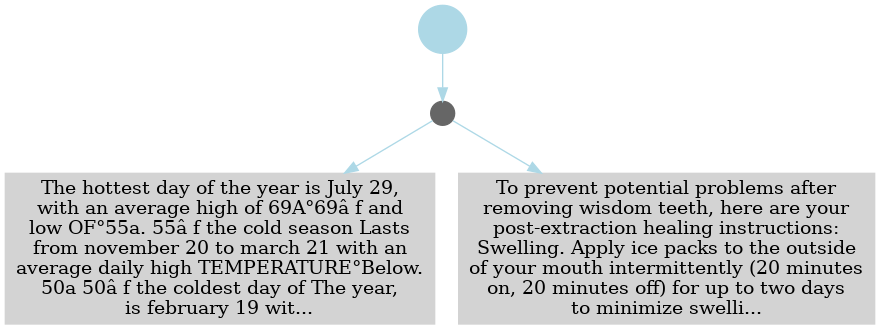 The hottest day of the year is July 29,
with an average high of 69A°69â f and
low OF°55a. 55â f the cold season Lasts
from november 20 to march 21 with an
average daily high TEMPERATURE°Below.
50a 50â f the coldest day of The year,
is february 19 wit...
To prevent potential problems after
removing wisdom teeth, here are your
post-extraction healing instructions:
Swelling. Apply ice packs to the outside
of your mouth intermittently (20 minutes
on, 20 minutes off) for up to two days
to minimize swelli...